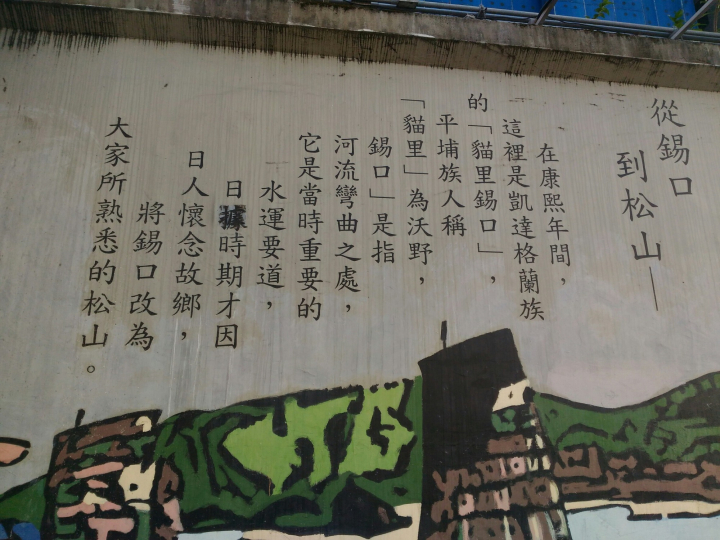 從錫口
到松山—
在康熙年間，
這裡是凱達格蘭族
的「貓里錫口」，
平埔族人稱
「貓里」為沃野，
錫口」是指
河流彎曲之處，
它是當時重要的
水運要道，
日據時期才因
日人懷念故鄉，
將錫口改為
大家所熟悉的松山。